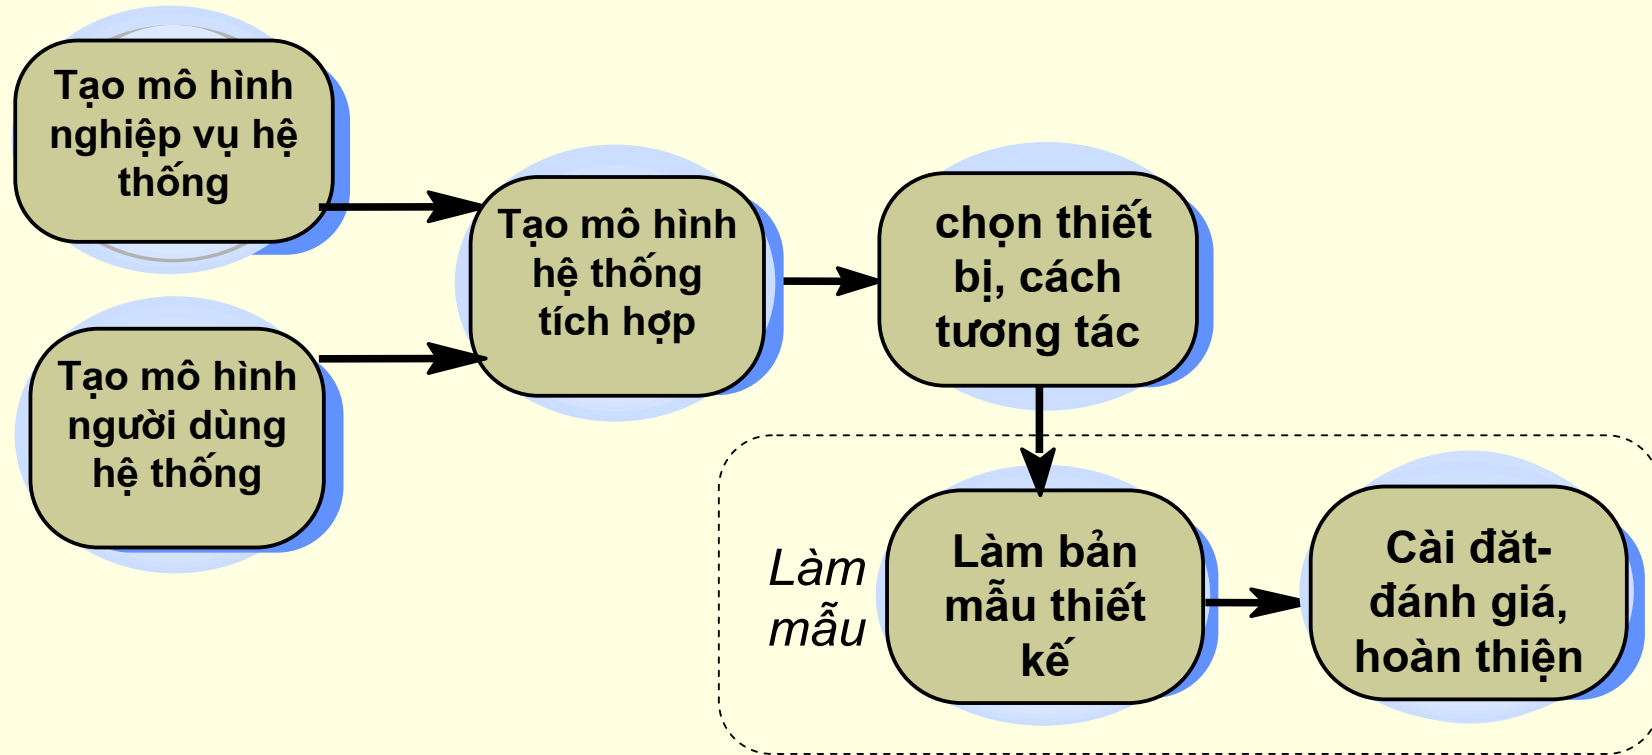 Tạo mô hình
nghiệp vụ hệ
thống
Tạo mô hình
người dùng
hệ thống
Tạo mô hình
hệ thống
tích hợp
chọn thiết
bị, cách
tương tác
Làm
mẫu
Làm bản
mẫu thiết
kế
Cài đăt-
đánh giá,
hoàn thiện